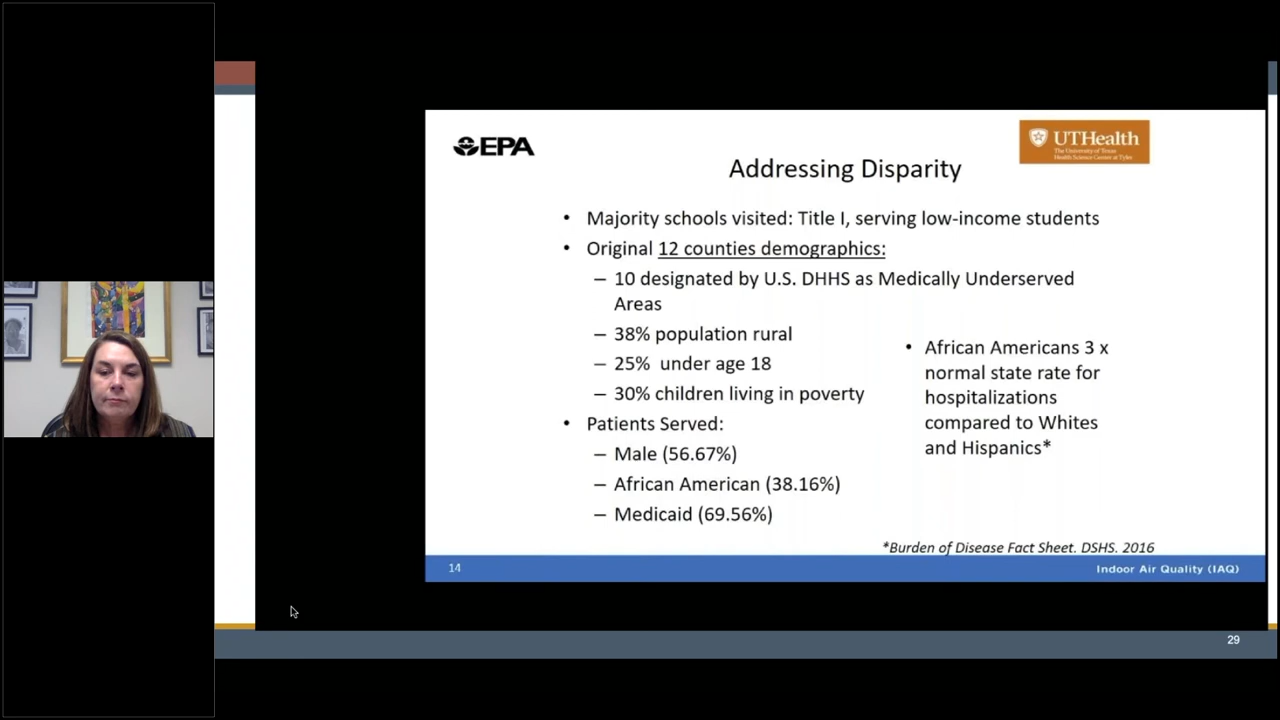 EPA
UTHealth
The University of Texas
Health Science Center at Tyler
Addressing Disparity
• Majority schools visited: Title I, serving low-income students
• Original 12 counties demographics:
– 10 designated by U.S. DHHS as Medically Underserved
Areas
– 38% population rural
– 25% under age 18
– 30% children living in poverty
• Patients Served:
– Male (56.67%)
– African American (38.16%)
– Medicaid (69.56%)
• African Americans 3 x
normal state rate for
hospitalizations
compared to Whites
and Hispanics*
*Burden of Disease Fact Sheet. DSHS. 2016
14
Indoor Air Quality (IAQ)
29